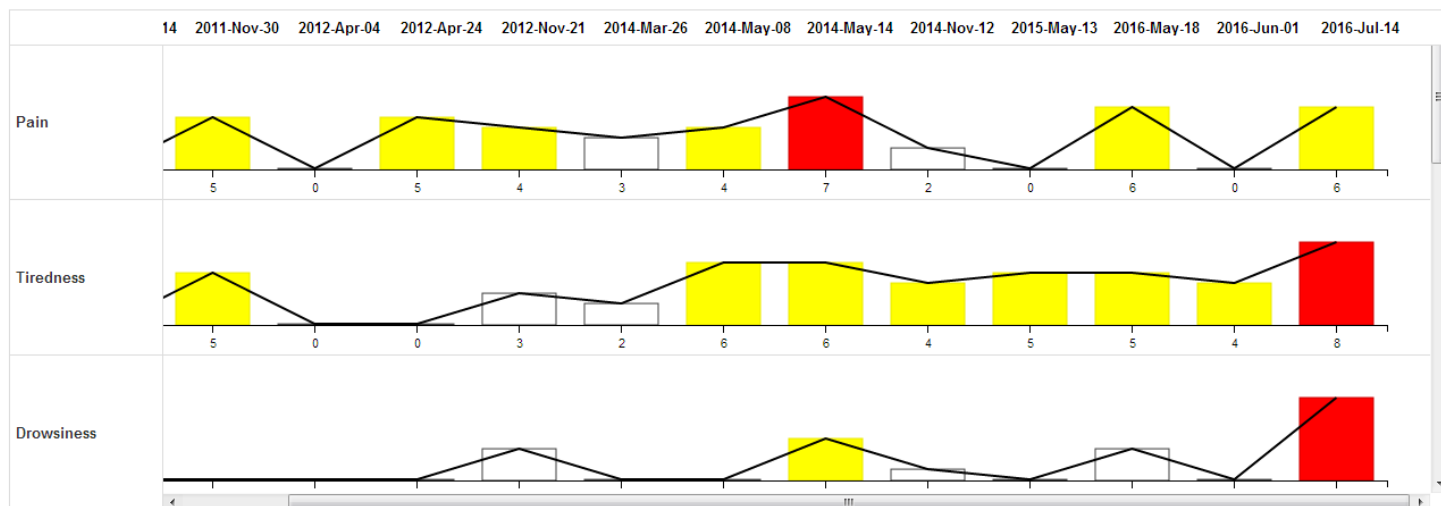 14 2011-Nov-30 2012-Apr-04 2012-Apr-24 2012-Nov-21 2014-Mar-26 2014-May-08 2014-May-14 2014-Nov-12 2015-May-13 2016-May-18 2016-Jun-01 2016-Jul-14
Pain
5 0 5 4 3 4 7 2 0 6 0 6
Tiredness
5 0 0 3 2 6 6 4 5 5 4 8
Drowsiness